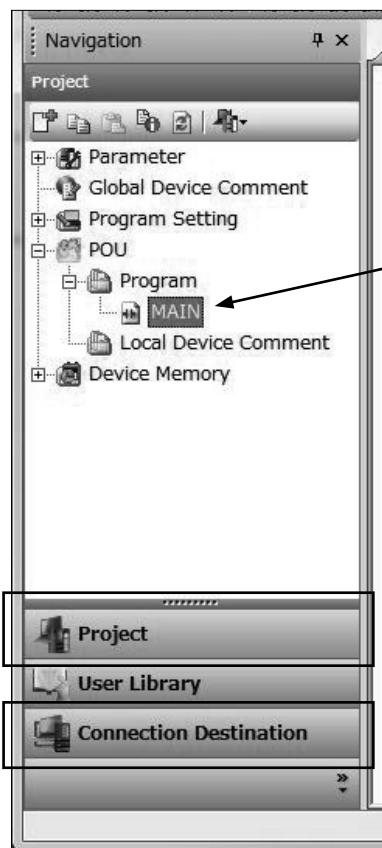 Navigation
Project
Parameter
Global Device Comment
Program Setting
POU
Program
MAIN
Local Device Comment
Device Memory
Project
User Library
Connection Destination